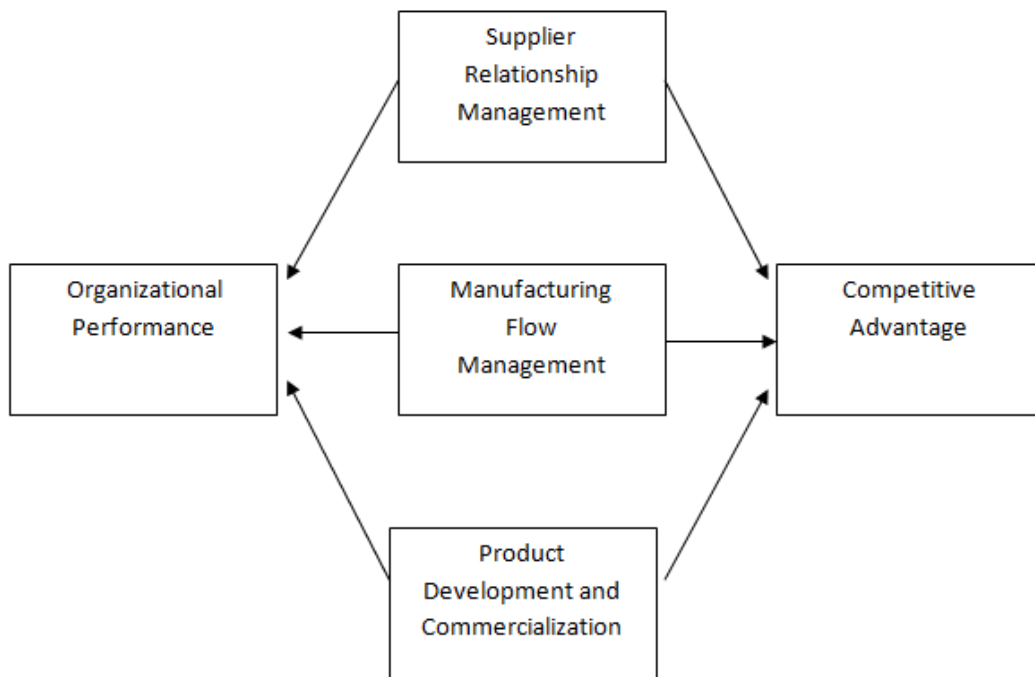 Supplier
Relationship
Management
Organizational
Performance
Manufacturing
Flow
Management
Competitive
Advantage
Product
Development and
Commercialization